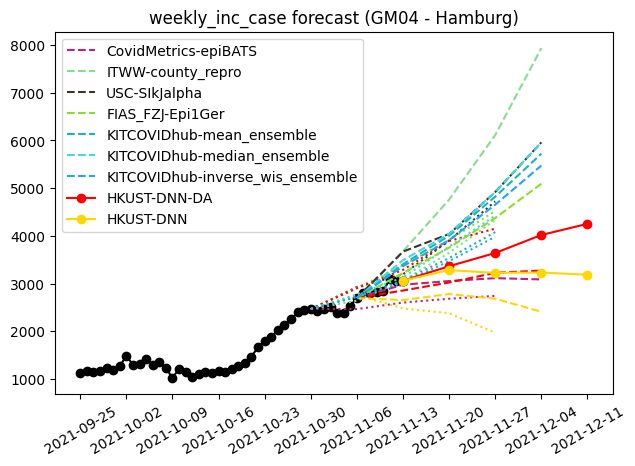 weekly_inc_case forecast (GM04 - Hamburg)
8000
7000
6000
5000
4000
3000
2000
1000
CovidMetrics-epiBATS
ITWW-county_repro
USC-SIkJalpha
FIAS_FZJ-Epi1Ger
KITCOVIDhub-mean_ensemble
KITCOVIDhub-median_ensemble
KITCOVIDhub-inverse_wis_ensemble
HKUST-DNN-DA
HKUST-DNN
2021-09-25
2021-10-02
2021-10-09
2021-10-16
2021-10-23
2021-10-30
2021-11-06
2021-11-13
2021-11-20
2021-11-27
2021-12-04
2021-12-11